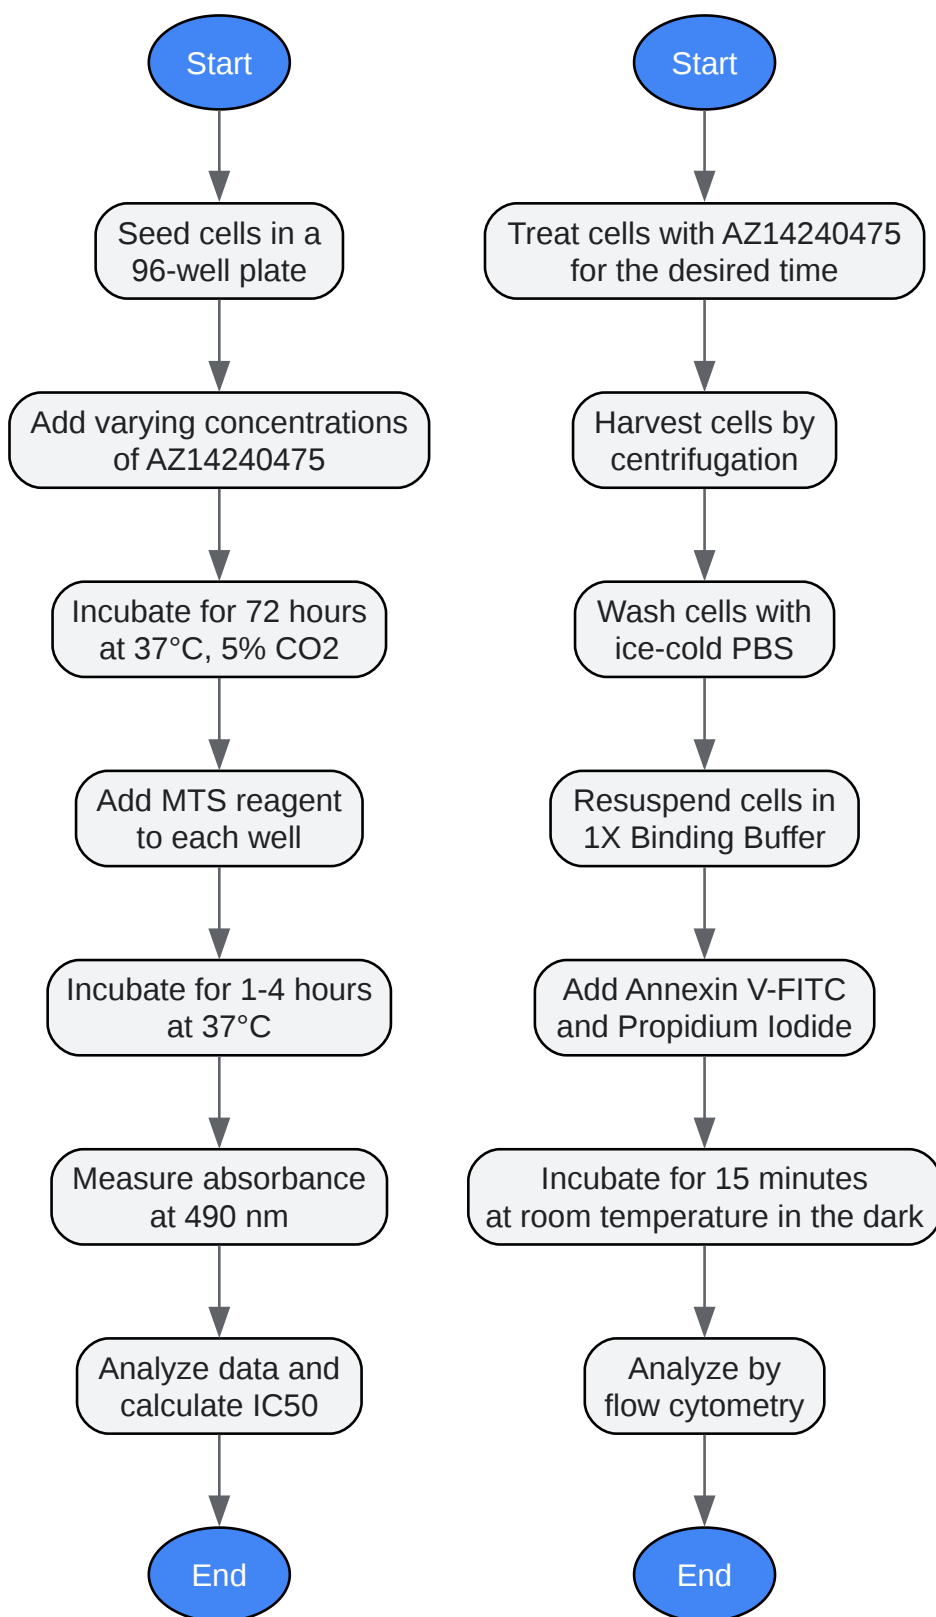 Start
Seed cells in a
96-well plate
Add varying concentrations
of AZ14240475
Incubate for 72 hours
at 37°C, 5% CO2
Add MTS reagent
to each well
Incubate for 1-4 hours
at 37°C
Measure absorbance
at 490 nm
Analyze data and
calculate IC50
End
Start
Treat cells with AZ14240475
for the desired time
Harvest cells by
centrifugation
Wash cells with
ice-cold PBS
Resuspend cells in
1X Binding Buffer
Add Annexin V-FITC
and Propidium Iodide
Incubate for 15 minutes
at room temperature in the dark
Analyze by
flow cytometry
End